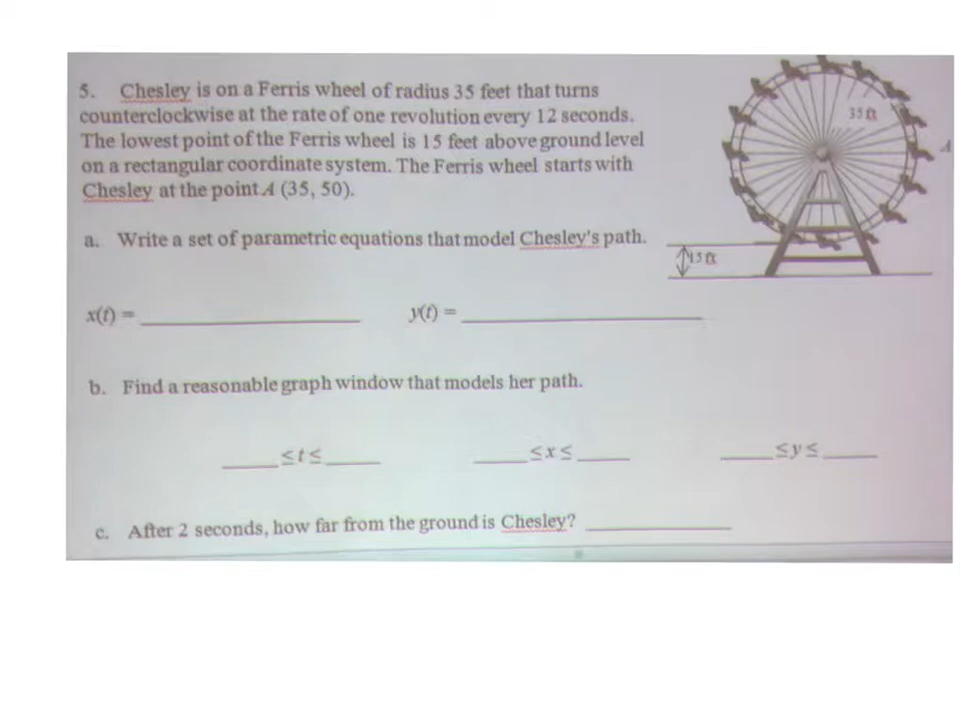 5. Chesley is on a Ferris wheel of radius 35 feet that turns
counterclockwise at the rate of one revolution every 12 seconds.
The lowest point of the Ferris wheel is 15 feet above ground level
on a rectangular coordinate system. The Ferris wheel starts with
Chesley at the point A (35, 50).
35 ft
A
a. Write a set of parametric equations that model Chesley's path.
15 ft
x(t) = ____________ y(t) = ____________
b. Find a reasonable graph window that models her path.
____ ≤ t ≤ ____ ____ ≤ x ≤ ____ ____ ≤ y ≤ ____
c. After 2 seconds, how far from the ground is Chesley? ____________